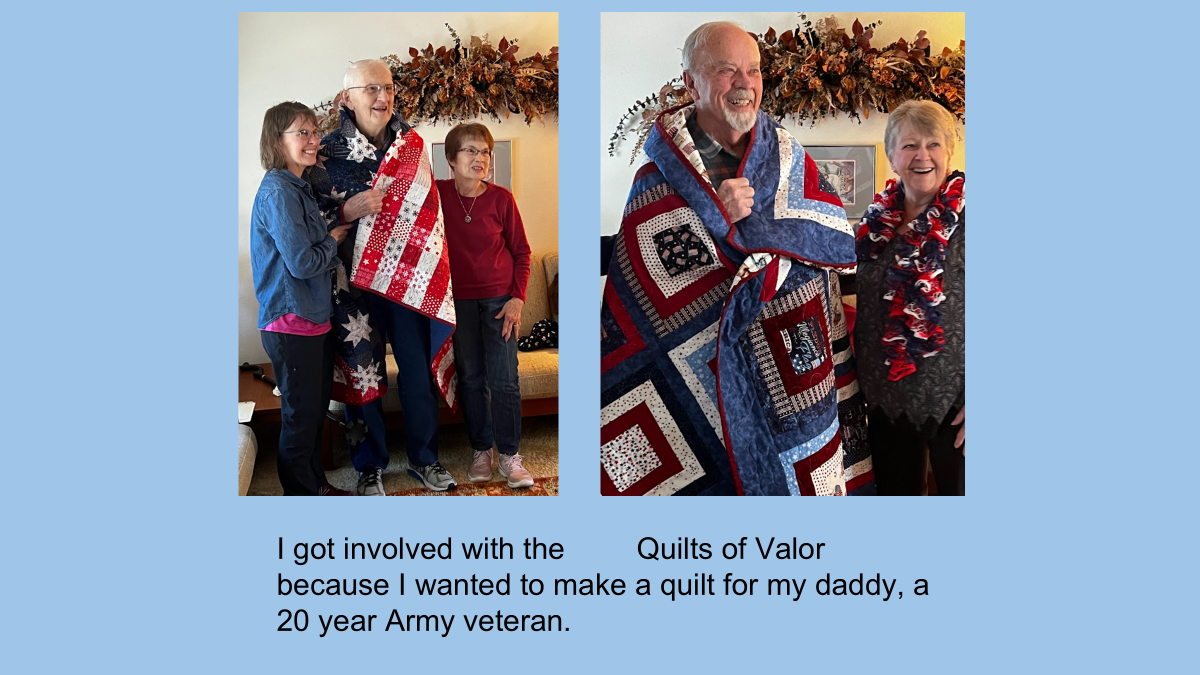 I got involved with the Quilts of Valor
because I wanted to make a quilt for my daddy, a
20 year Army veteran.